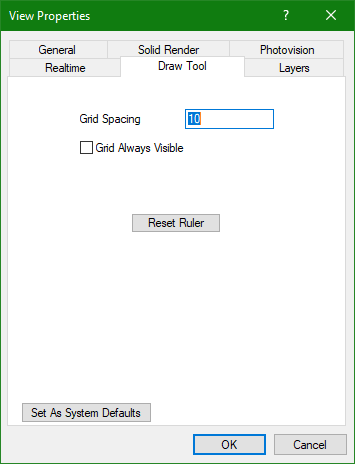 View Properties
General Solid Render Photovision
Realtime Draw Tool Layers
Grid Spacing 10
Grid Always Visible
Reset Ruler
Set As System Defaults
OK Cancel